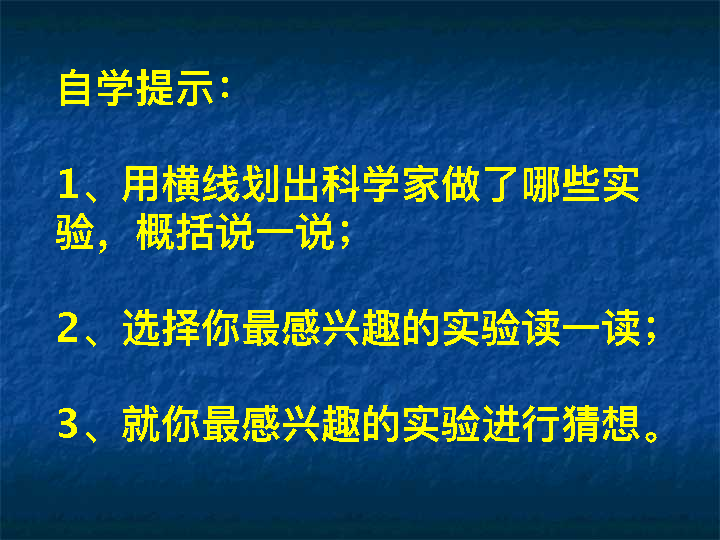 自学提示：
1、用横线划出科学家做了哪些实
验，概括说一说；
2、选择你最感兴趣的实验读一读；
3、就你最感兴趣的实验进行猜想。